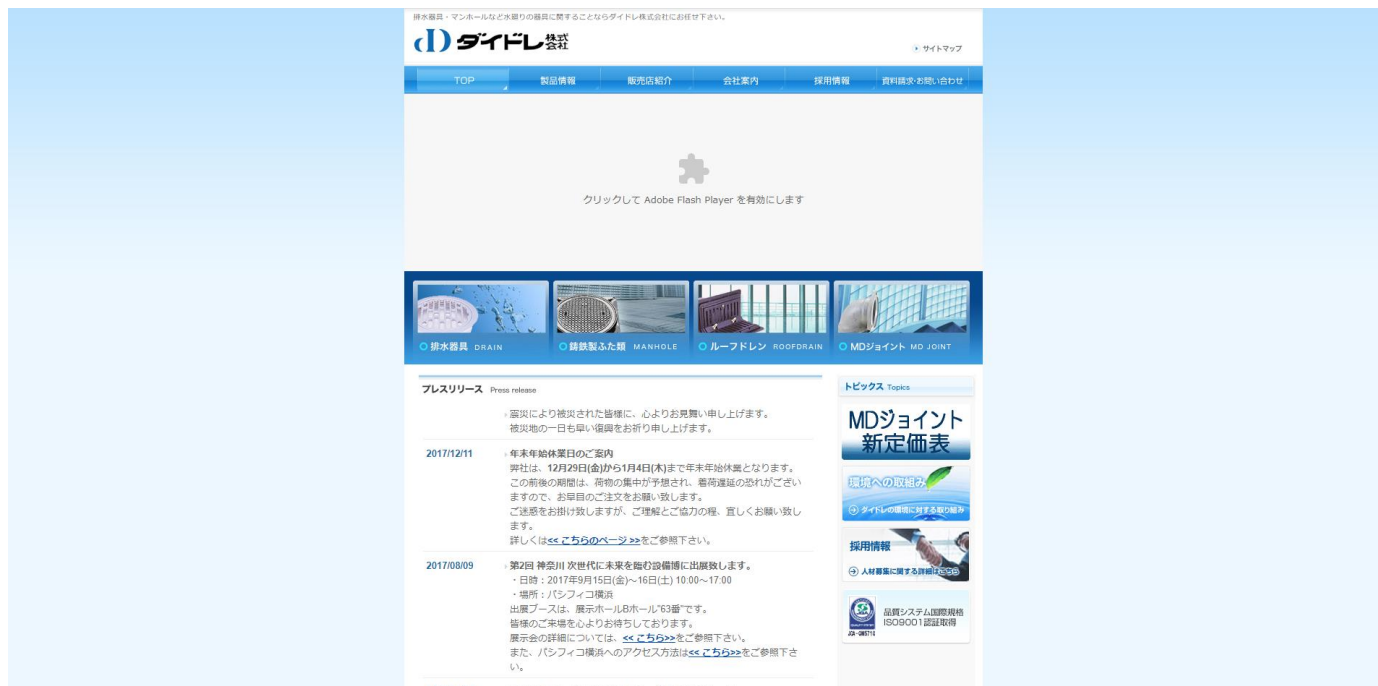 排水器具・マンホールなど水廻りの器具に関することならダイドレ株式会社にお任せ下さい。
ダイドレ株式会社
サイトマップ
TOP 製品情報 販売店紹介 会社案内 採用情報 資料請求・お問い合わせ
クリックして Adobe Flash Player を有効にします
排水器具 DRAIN 鋳鉄製ふた類 MANHOLE ルーフドレン ROOFDRAIN MDジョイント MD JOINT
プレスリリース Press release
震災により被災された皆様に、心よりお見舞い申し上げます。
被災地の一日も早い復興をお祈り申し上げます。
2017/12/11 年末年始休業日のご案内
弊社は、12月29日(金)から1月4日(木)まで年末年始休業となります。
この前後の期間は、荷物の集中が予想され、着荷遅延の恐れがござい
ますので、お早目のご注文をお願い致します。
ご迷惑をお掛け致しますが、ご理解とご協力の程、宜しくお願い致し
ます。
詳しくは<< こちらのページ >>をご参照下さい。
2017/08/09 第2回 神奈川 次世代に未来を臨む設備博に出展致します。
・日時：2017年9月15日(金)～16日(土) 10:00～17:00
・場所：パシフィコ横浜
出展ブースは、展示ホールBホール"63番"です。
皆様のご来場を心よりお待ちしております。
展示会の詳細については、<< こちら>>をご参照下さい。
また、パシフィコ横浜へのアクセス方法は<< こちら>>をご参照下さ
い。
トピックス Topics
MDジョイント
新定価表
環境への取組み
ダイドレの環境に対する取り組み
採用情報
人材募集に関する詳細はこちら
品質システム国際規格
ISO9001認証取得
JQA-QM5710